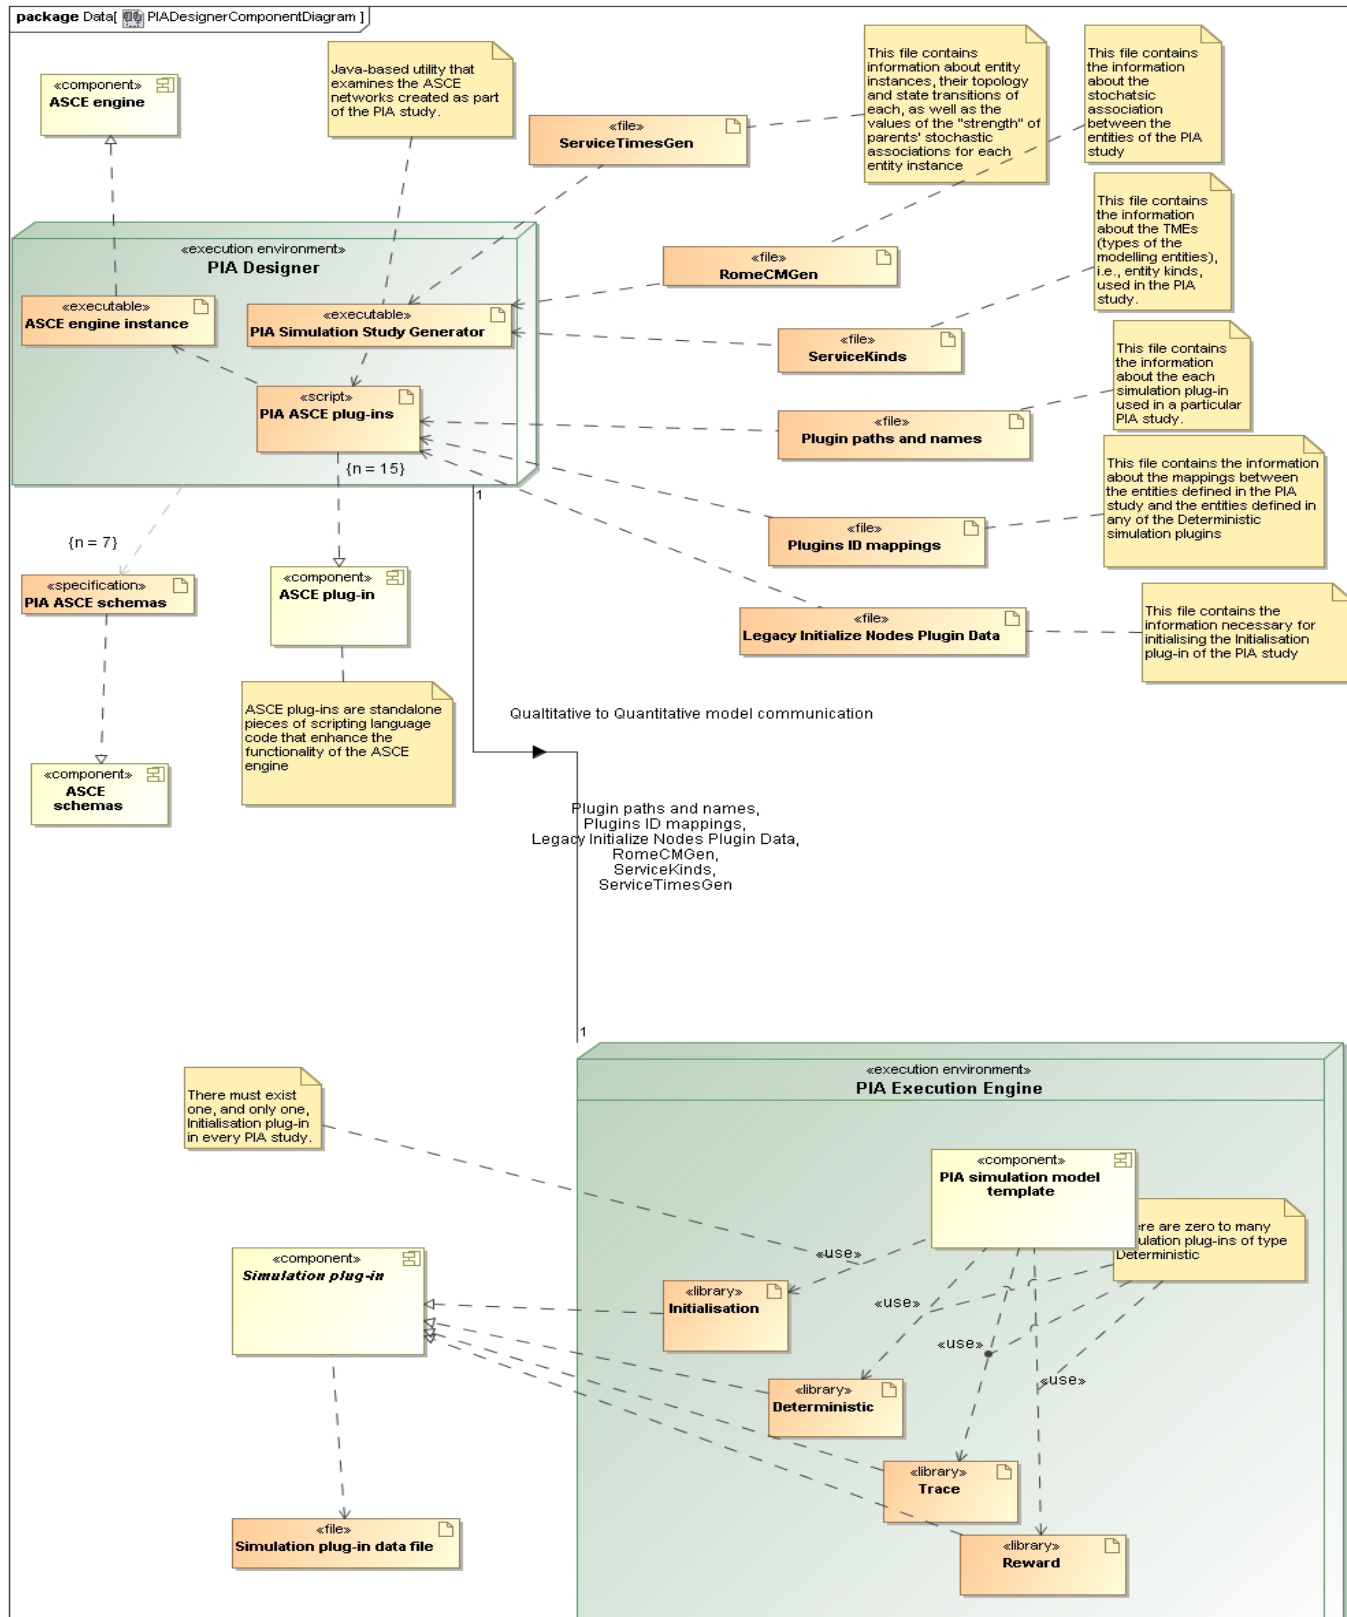 package Data[ PIADesignerComponentDiagram ]
«component»
ASCE engine
Java-based utility that
examines the ASCE
networks created as part
of the PIA study.
This file contains
information about entity
instances, their topology
and state transitions of
each, as well as the
values of the "strength" of
parents' stochastic
associations for each
entity instance
This file contains
the information
about the
stochatsic
association
between the
entities of the PIA
study
«file»
ServiceTimesGen
This file contains
the information
about the TMEs
(types of the
modelling entities),
i.e., entity kinds,
used in the PIA
study.
«execution environment»
PIA Designer
«file»
RomeCMGen
«executable»
ASCE engine instance
«executable»
PIA Simulation Study Generator
«file»
ServiceKinds
This file contains
the information
about the each
simulation plug-in
used in a particular
PIA study.
«script»
PIA ASCE plug-ins
«file»
Plugin paths and names
{n = 15}
1
This file contains the information
about the mappings between
the entities defined in the PIA
study and the entities defined in
any of the Deterministic
simulation plugins
{n = 7}
«file»
Plugins ID mappings
«specification»
PIA ASCE schemas
«component»
ASCE plug-in
«file»
Legacy Initialize Nodes Plugin Data
This file contains the
information necessary for
initialising the Initialisation
plug-in of the PIA study
ASCE plug-ins are standalone
pieces of scripting language
code that enhance the
functionality of the ASCE
engine
Qualtitative to Quantitative model communication
«component»
ASCE
schemas
Plugin paths and names,
Plugins ID mappings,
Legacy Initialize Nodes Plugin Data,
RomeCMGen,
ServiceKinds,
ServiceTimesGen
1
«execution environment»
PIA Execution Engine
There must exist
one, and only one,
Initialisation plug-in
in every PIA study.
«component»
PIA simulation model
template
ere are zero to many
ulation plug-ins of type
Deterministic
«use»
«component»
Simulation plug-in
«library»
Initialisation
«use»
«use»
«use»
«library»
Deterministic
«library»
Trace
«file»
Simulation plug-in data file
«library»
Reward